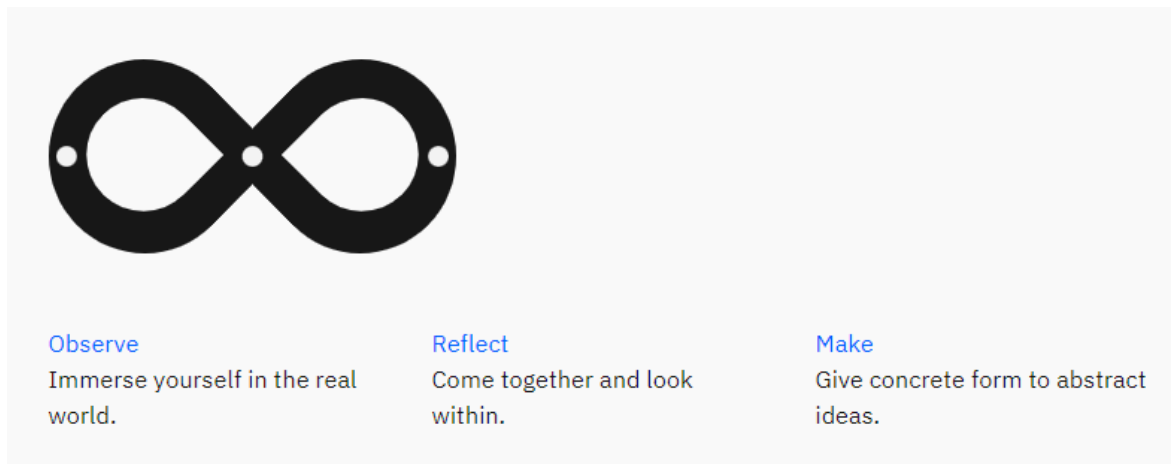 Observe
Immerse yourself in the real
world.
Reflect
Come together and look
within.
Make
Give concrete form to abstract
ideas.